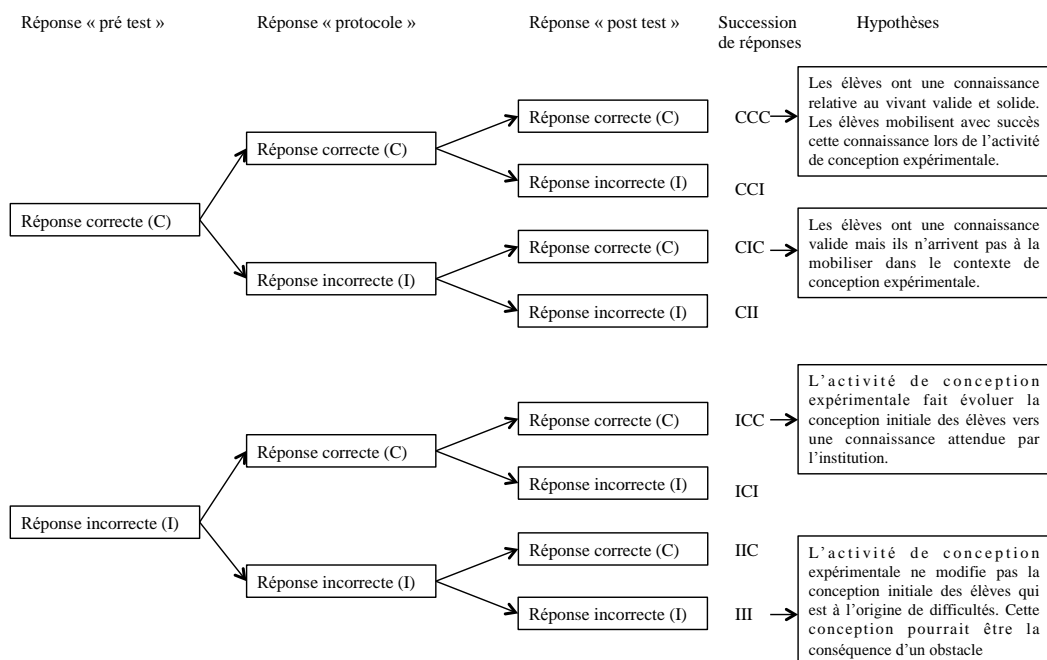 Réponse « pré test »
Réponse « protocole »
Réponse « post test »
Succession
de réponses
Hypothèses
Réponse correcte (C)
Réponse correcte (C)
Réponse correcte (C)
CCC
Les élèves ont une connaissance
relative au vivant valide et solide.
Les élèves mobilisent avec succès
cette connaissance lors de l’activité
de conception expérimentale.
Réponse incorrecte (I)
CCI
Réponse incorrecte (I)
Réponse correcte (C)
CIC
Les élèves ont une connaissance
valide mais ils n’arrivent pas à la
mobiliser dans le contexte de
conception expérimentale.
Réponse incorrecte (I)
CII
Réponse incorrecte (I)
Réponse correcte (C)
Réponse correcte (C)
ICC
L’activité de conception
expérimentale fait évoluer la
conception initiale des élèves vers
une connaissance attendue par
l’institution.
Réponse incorrecte (I)
ICI
Réponse incorrecte (I)
Réponse correcte (C)
IIC
Réponse incorrecte (I)
III
L’activité de conception
expérimentale ne modifie pas la
conception initiale des élèves qui
est à l’origine de difficultés. Cette
conception pourrait être la
conséquence d’un obstacle